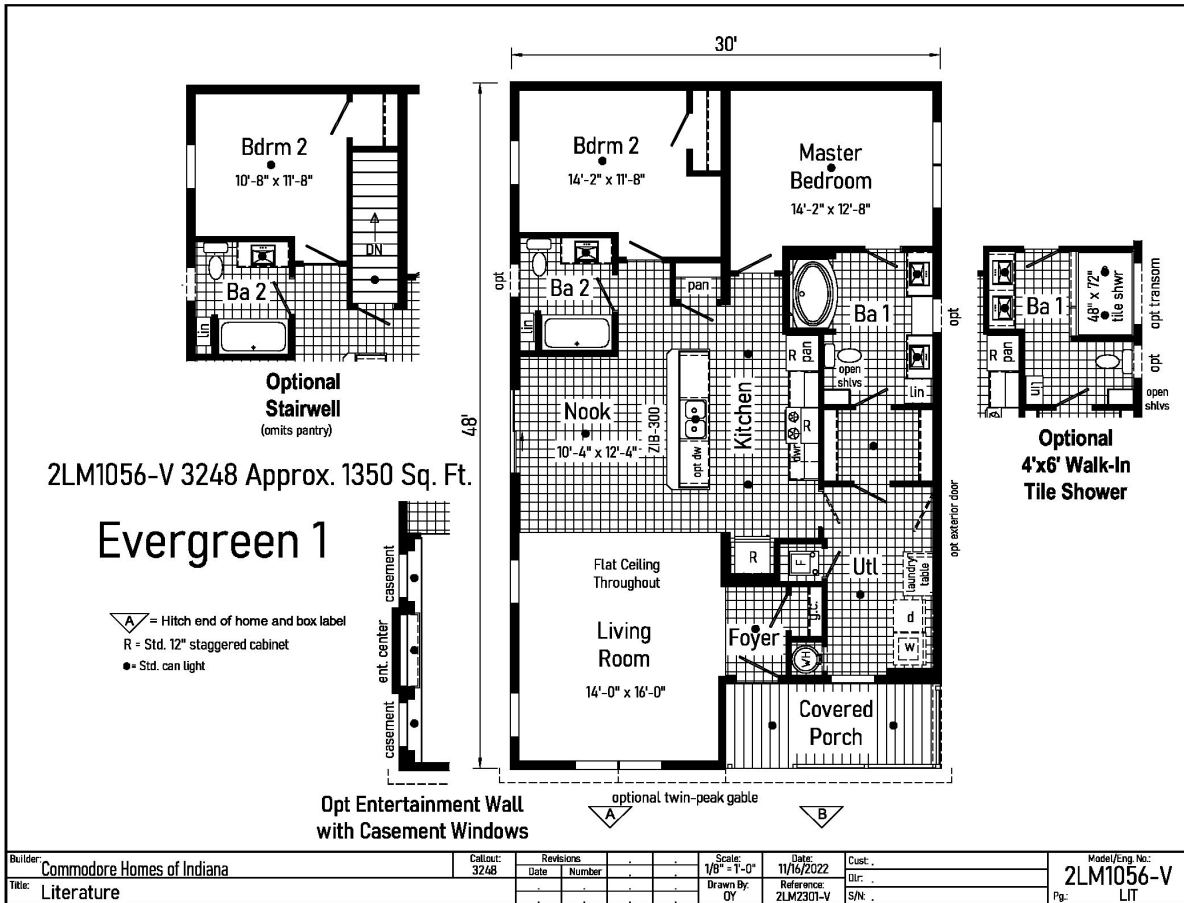 30'
48'
Bdrm 2
10'-8" x 11'-8"
DN
Ba 2
lin
Optional
Stairwell
(omits pantry)
Bdrm 2
14'-2" x 11'-8"
Master
Bedroom
14'-2" x 12'-8"
opt
Ba 2
lin
pan
Ba 1
opt
R
pan
open
shlvs
lin
Nook
10'-4" x 12'-4"
ZIB-300
opt dw
Kitchen
R
dwr
opt exterior door
R
F
Utl
laundry
table
d
w
Flat Ceiling
Throughout
Living
Room
14'-0" x 16'-0"
Foyer
g.c.
WH
Covered
Porch
optional twin-peak gable
A
B
Ba 1
48" x 72"
tile shwr
opt transom
R
pan
lin
opt
open
shlvs
Optional
4'x6' Walk-In
Tile Shower
2LM1056-V 3248 Approx. 1350 Sq. Ft.
Evergreen 1
A = Hitch end of home and box label
R = Std. 12" staggered cabinet
●= Std. can light
casement
ent. center
casement
Opt Entertainment Wall
with Casement Windows
Builder: Commodore Homes of Indiana
Title: Literature
Callout:
3248
Revisions
Date Number
Scale:
1/8" = 1'-0"
Drawn By:
OY
Date:
11/16/2022
Reference:
2LM2301-V
Cust: .
Dlr: .
S/N: .
Model/Eng. No.:
2LM1056-V
Pg.: LIT